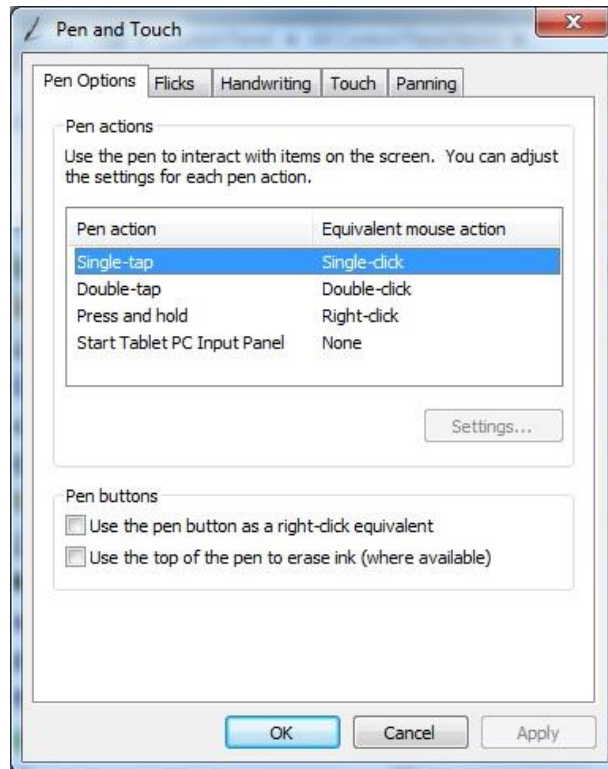 Pen and Touch
Pen Options Flicks Handwriting Touch Panning
Pen actions
Use the pen to interact with items on the screen. You can adjust
the settings for each pen action.
Pen action Equivalent mouse action
Single-tap Single-click
Double-tap Double-click
Press and hold Right-click
Start Tablet PC Input Panel None
Settings...
Pen buttons
Use the pen button as a right-click equivalent
Use the top of the pen to erase ink (where available)
OK Cancel Apply